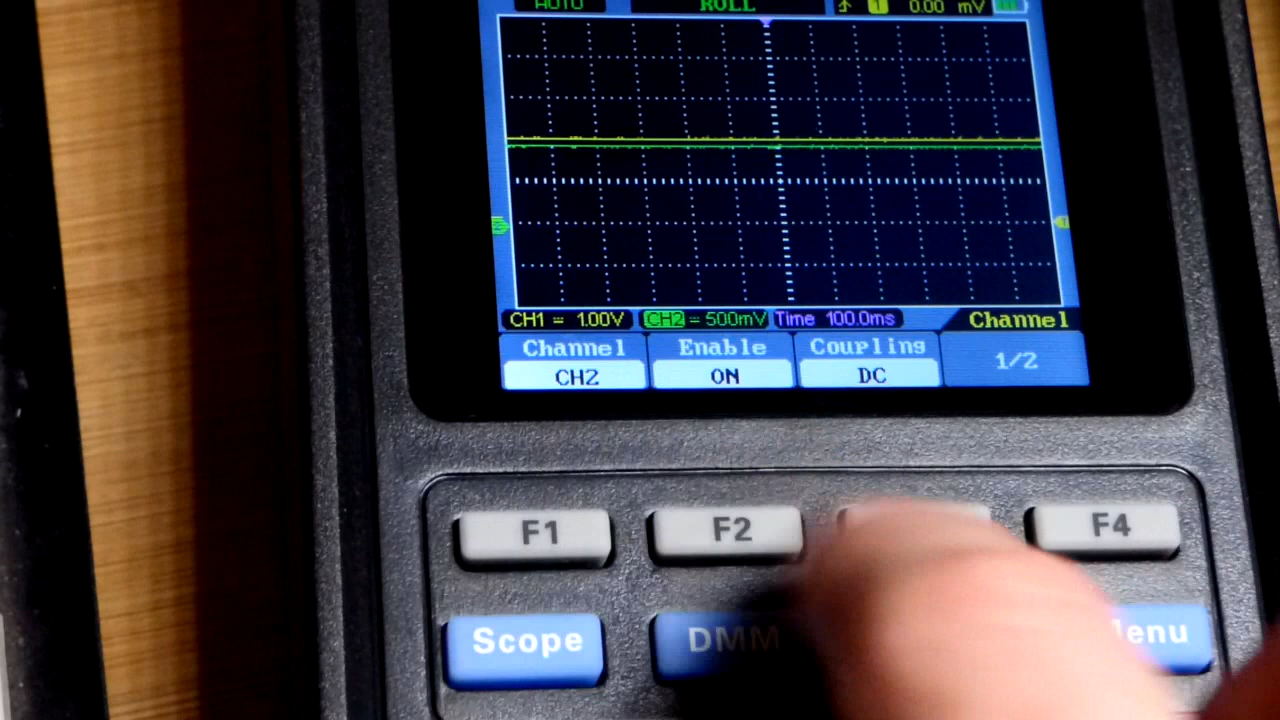 AUTO ROLL 1 0.00 mV
CH1 = 1.00V CH2 = 500mV Time 100.0ms Channel
Channel Enable Coupling 1/2
CH2 ON DC
F1 F2 F4
Scope DMM